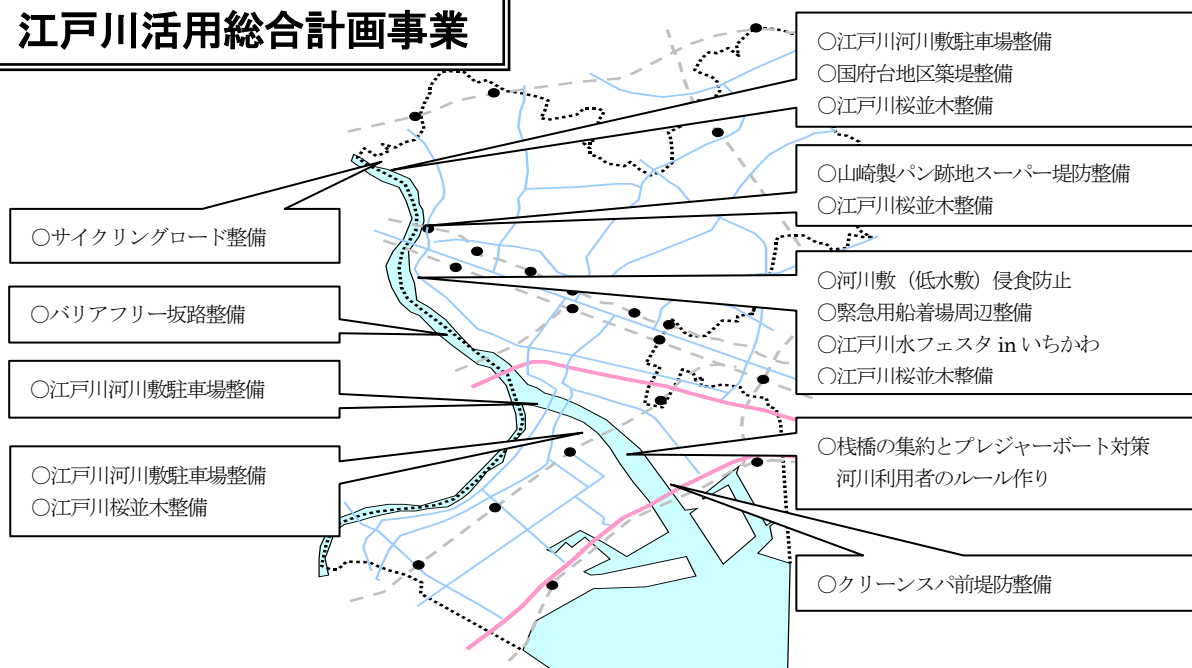 江戸川活用総合計画事業
○江戸川河川敷駐車場整備
○国府台地区築堤整備
○江戸川桜並木整備
○山崎製パン跡地スーパー堤防整備
○江戸川桜並木整備
○サイクリングロード整備
○河川敷（低水敷）侵食防止
○緊急用船着場周辺整備
○江戸川水フェスタ in いちかわ
○江戸川桜並木整備
○バリアフリー坂路整備
○江戸川河川敷駐車場整備
○桟橋の集約とプレジャーボート対策
河川利用者のルール作り
○江戸川河川敷駐車場整備
○江戸川桜並木整備
○クリーンスパ前堤防整備